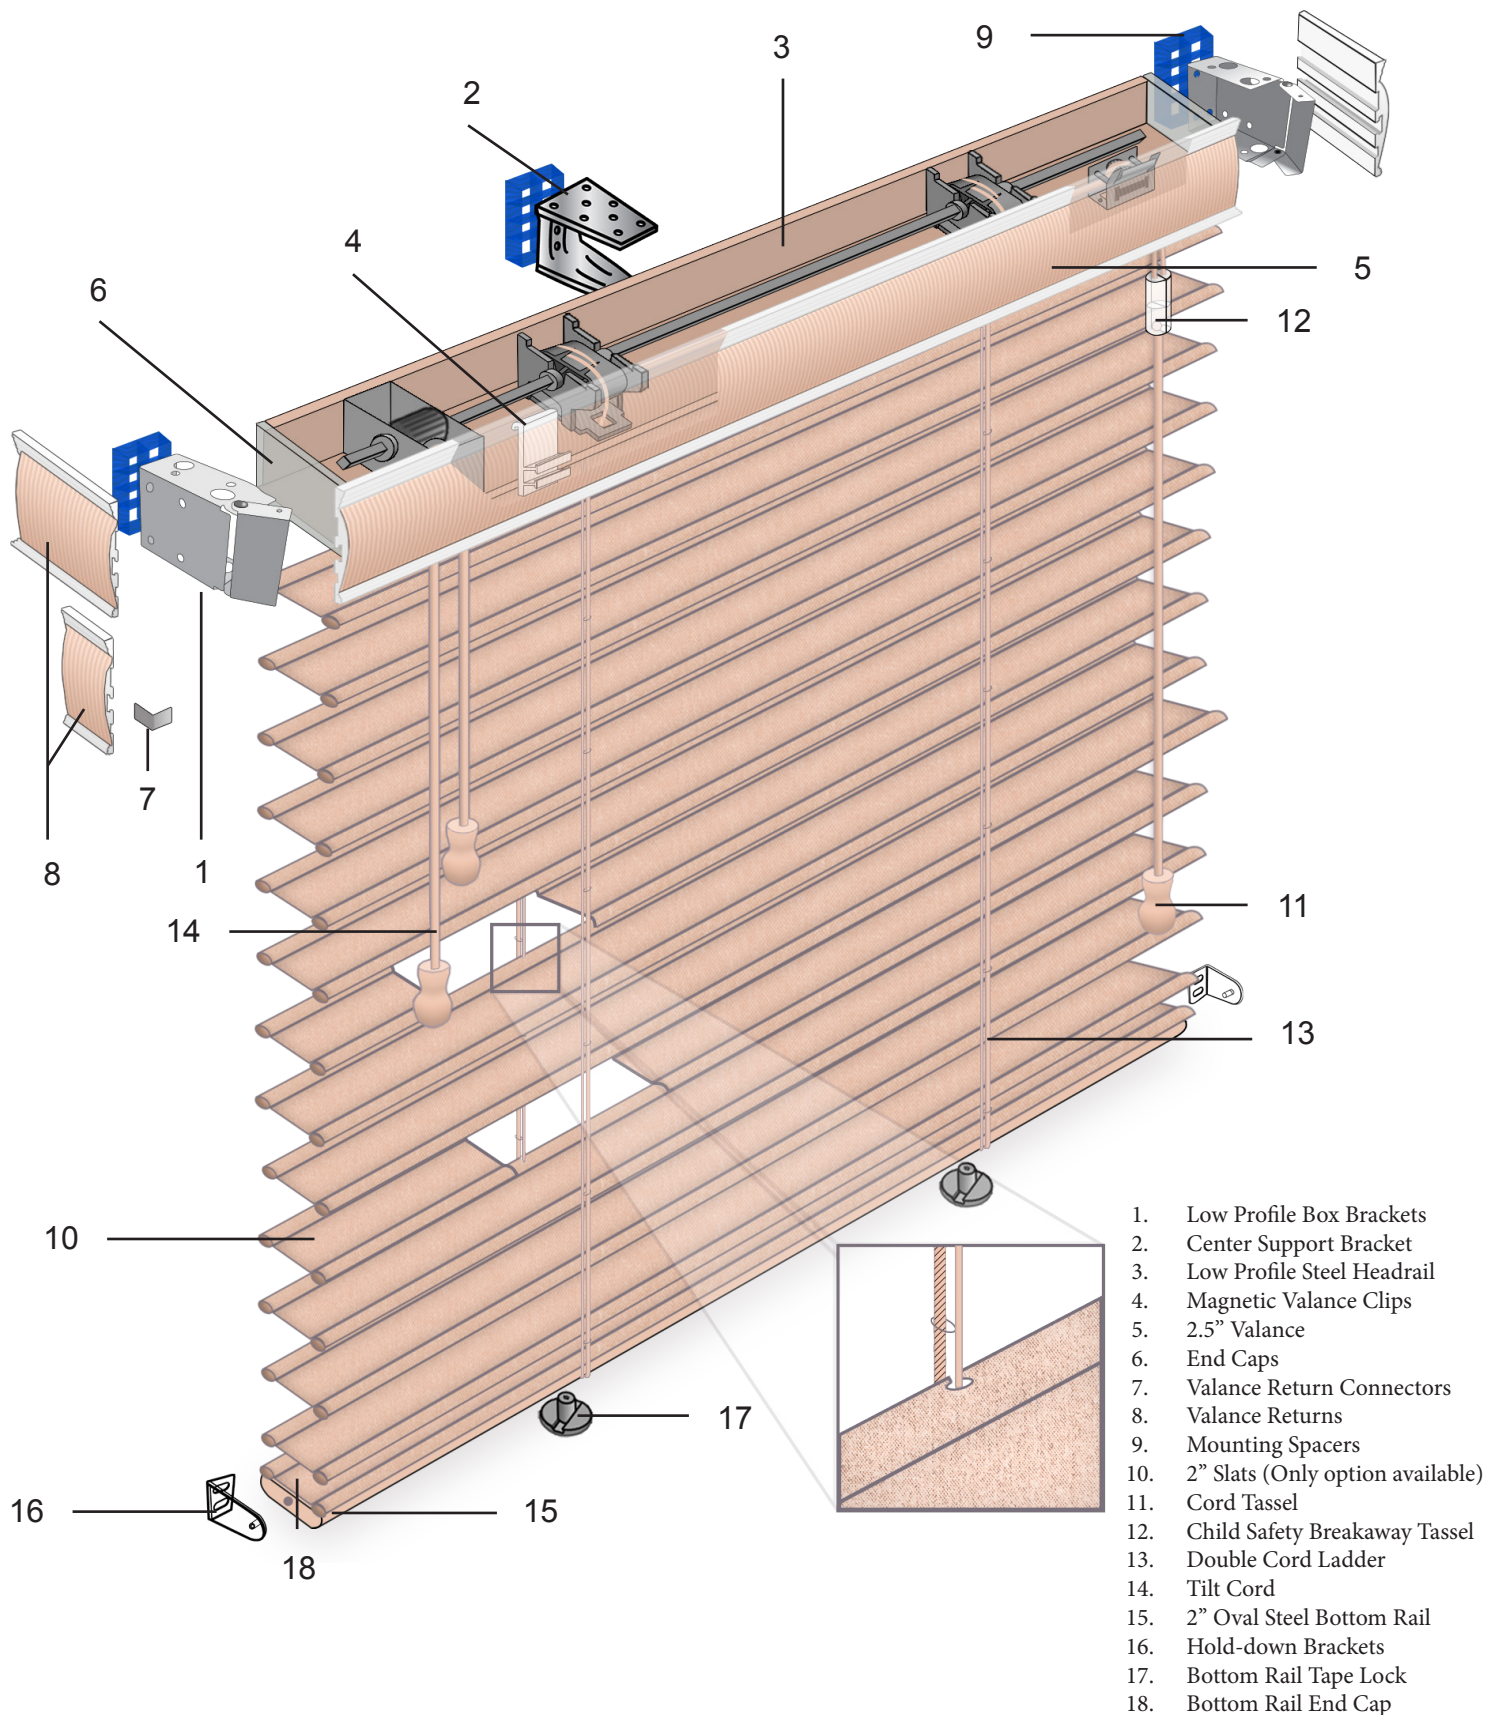 9
3
2
4
5
6
12
8
7
1
14
11
13
10
17
16
15
18
1. Low Profile Box Brackets
2. Center Support Bracket
3. Low Profile Steel Headrail
4. Magnetic Valance Clips
5. 2.5” Valance
6. End Caps
7. Valance Return Connectors
8. Valance Returns
9. Mounting Spacers
10. 2” Slats (Only option available)
11. Cord Tassel
12. Child Safety Breakaway Tassel
13. Double Cord Ladder
14. Tilt Cord
15. 2” Oval Steel Bottom Rail
16. Hold-down Brackets
17. Bottom Rail Tape Lock
18. Bottom Rail End Cap